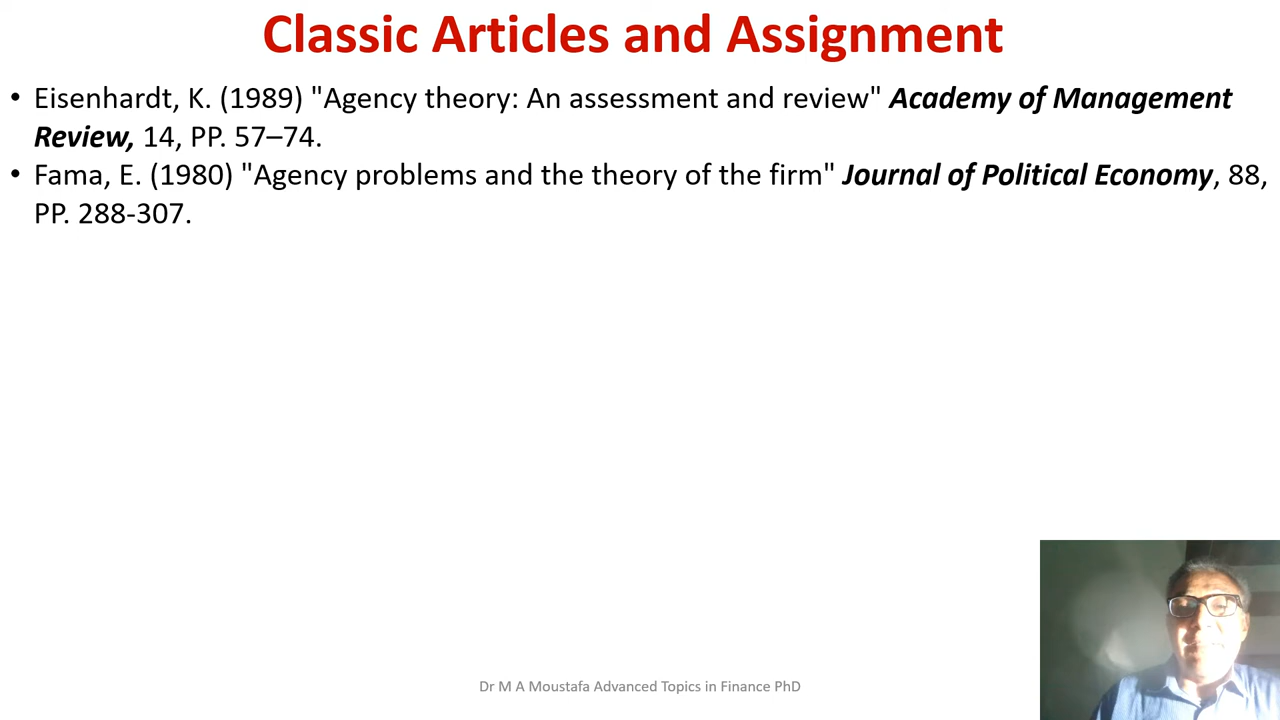 Classic Articles and Assignment
• Eisenhardt, K. (1989) "Agency theory: An assessment and review" Academy of Management
Review, 14, PP. 57–74.
• Fama, E. (1980) "Agency problems and the theory of the firm" Journal of Political Economy, 88,
PP. 288-307.
Dr M A Moustafa Advanced Topics in Finance PhD